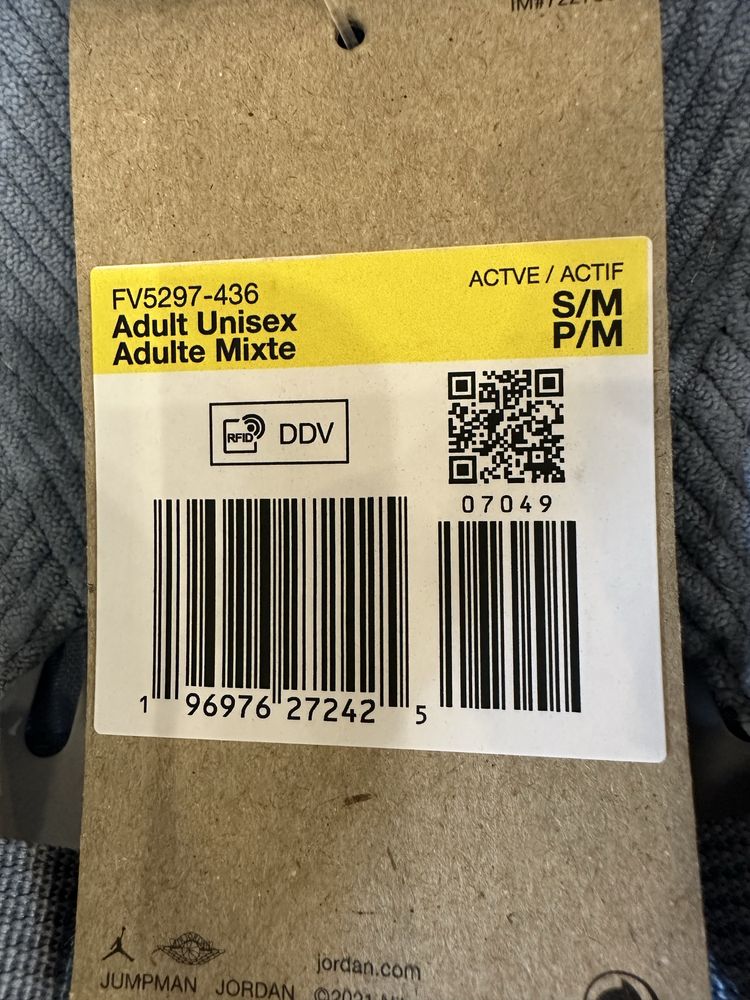 FV5297-436
Adult Unisex
Adulte Mixte
ACTVE / ACTIF
S/M
P/M
RFID DDV
07049
1 96976 27242 5
JUMPMAN JORDAN
jordan.com